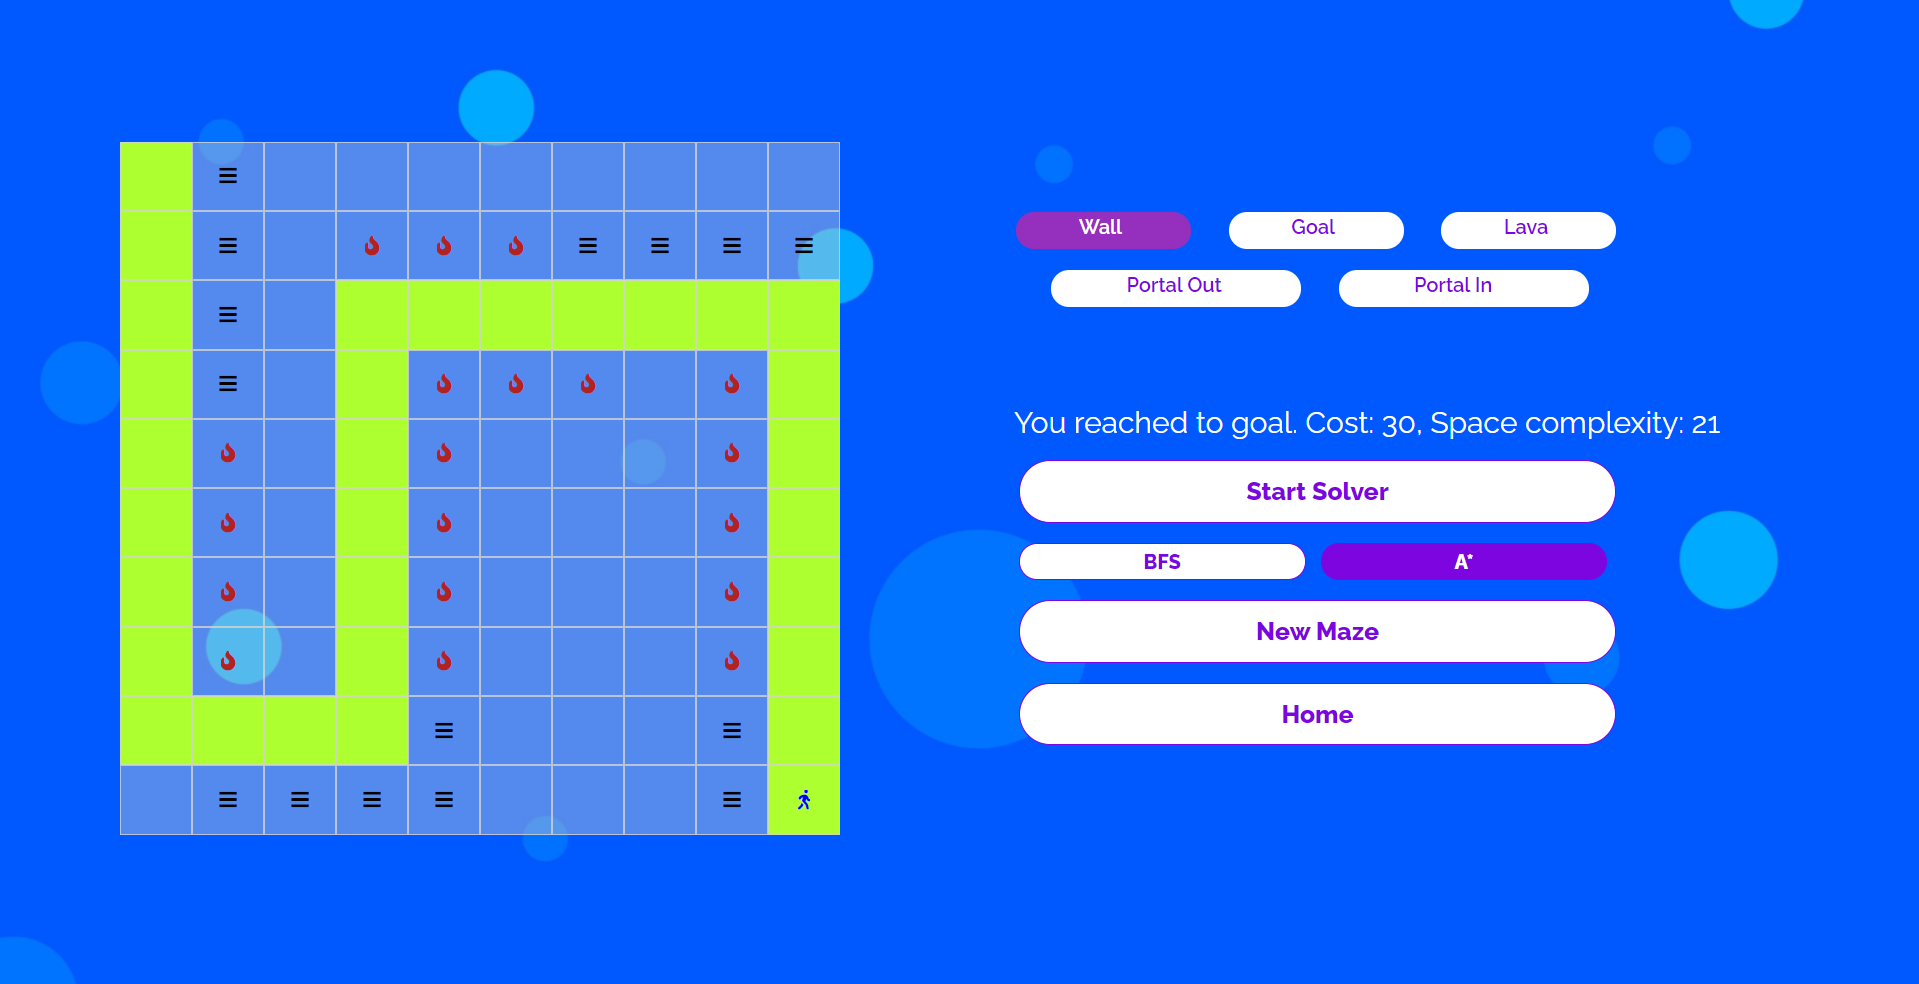 Wall
Goal
Lava
Portal Out
Portal In
You reached to goal. Cost: 30, Space complexity: 21
Start Solver
BFS
A*
New Maze
Home